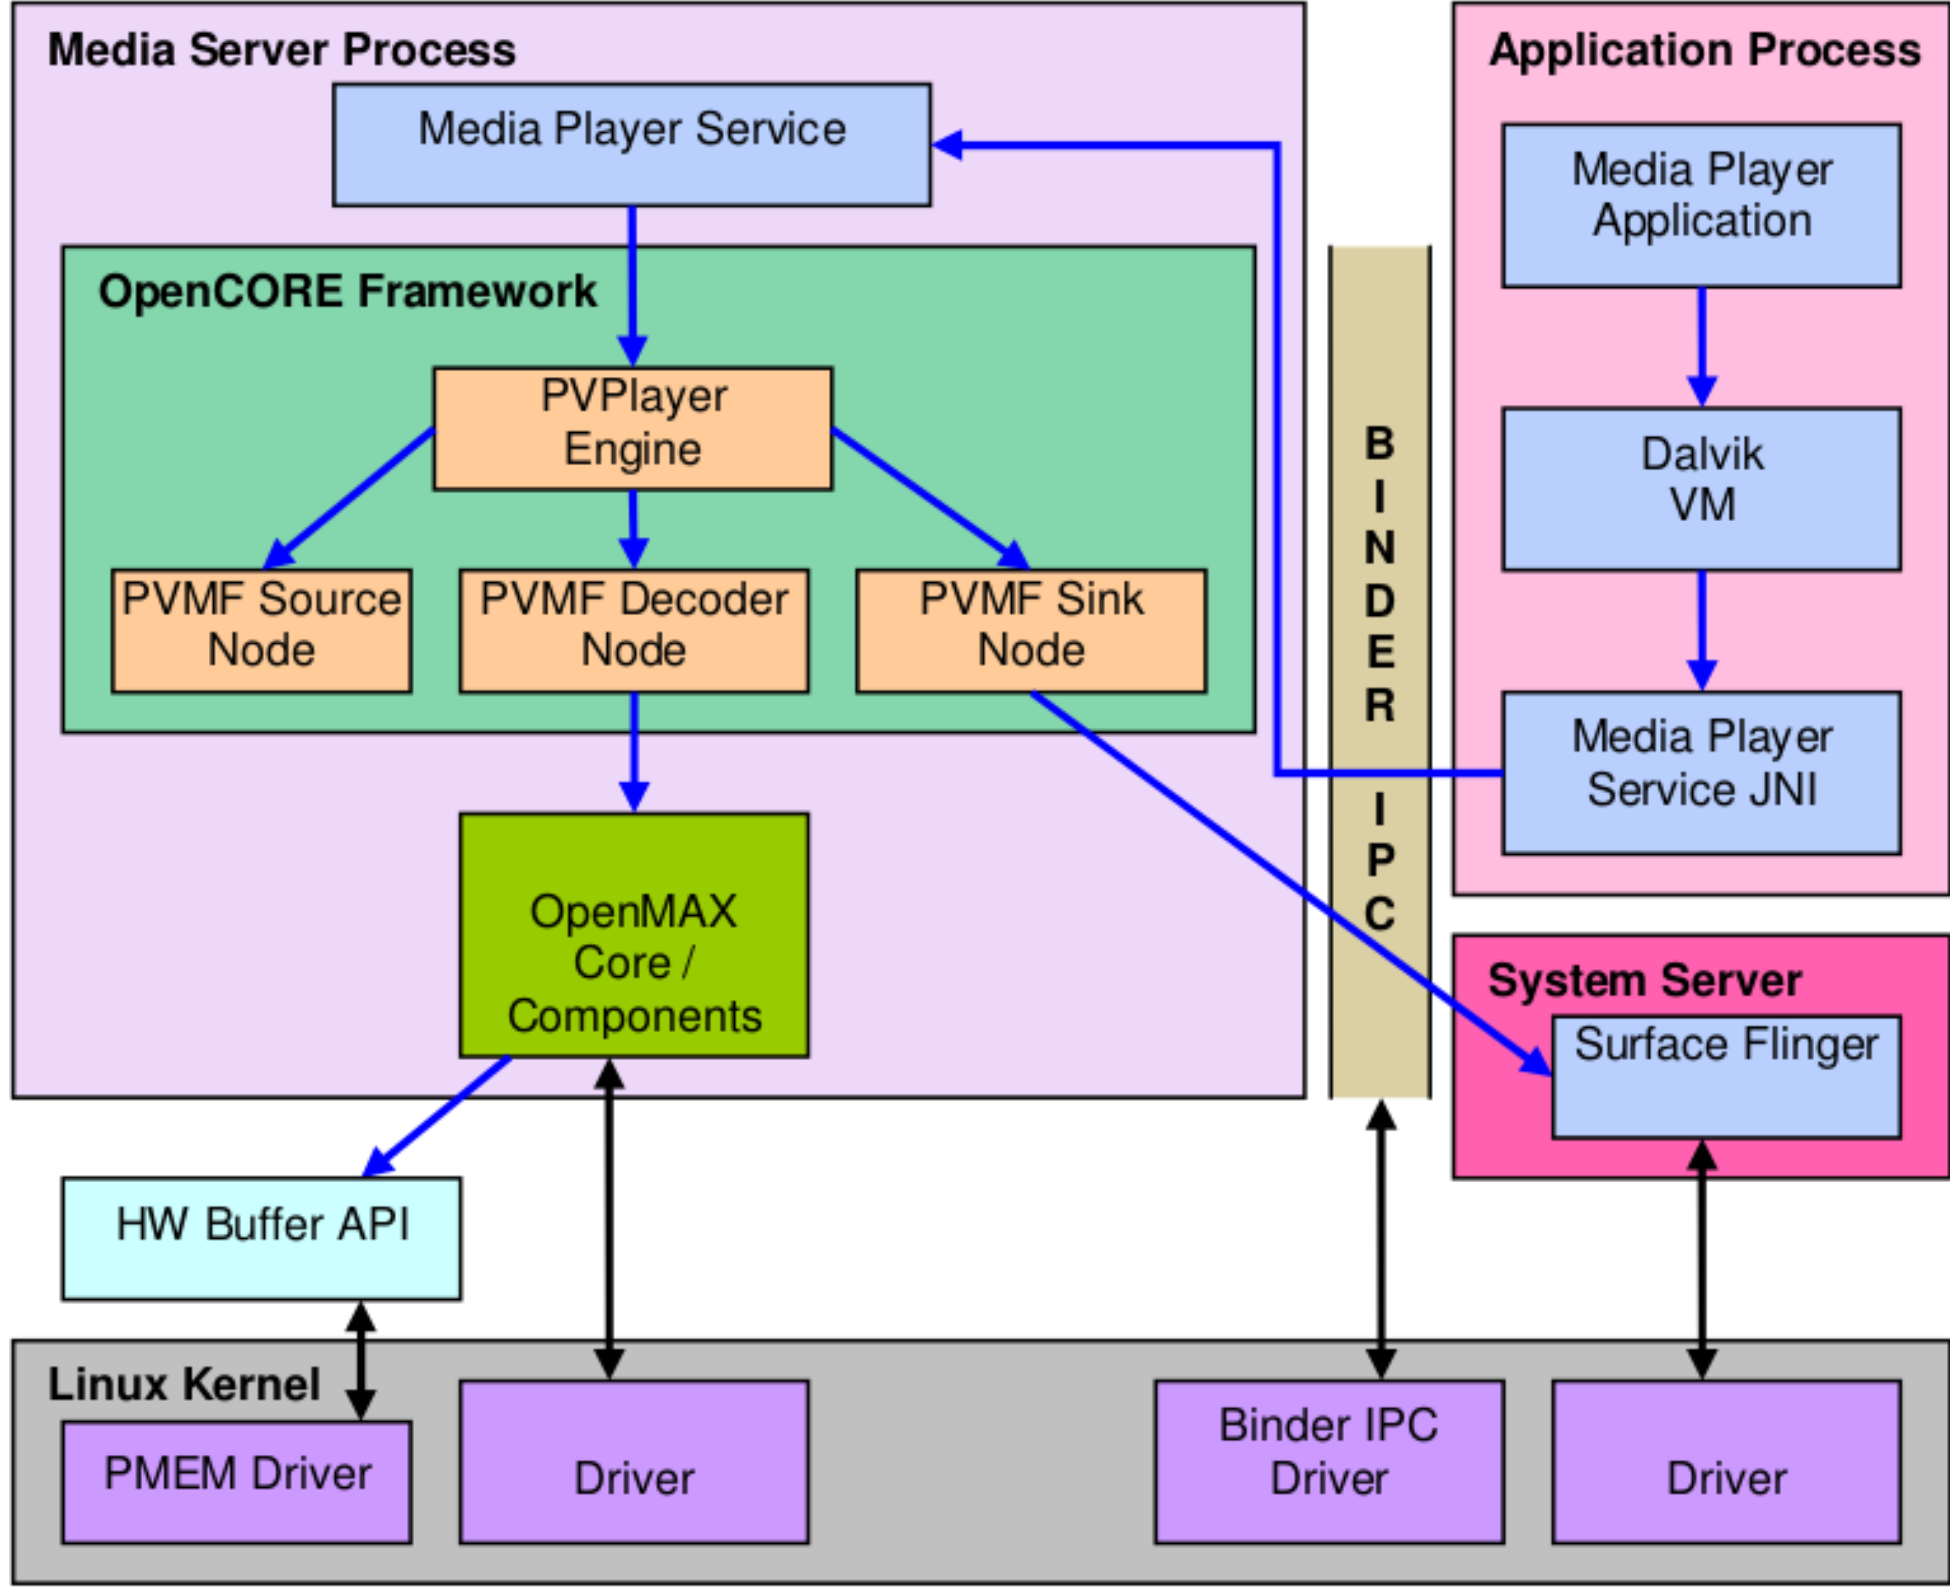 Media Server Process
Media Player Service
OpenCORE Framework
PVPlayer
Engine
PVMF Source
Node
PVMF Decoder
Node
PVMF Sink
Node
OpenMAX
Core /
Components
HW Buffer API
B
I
N
D
E
R
I
P
C
Application Process
Media Player
Application
Dalvik
VM
Media Player
Service JNI
System Server
Surface Flinger
Linux Kernel
PMEM Driver
Driver
Binder IPC
Driver
Driver